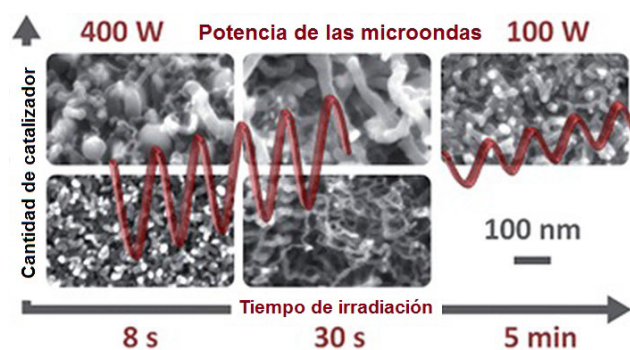 400 W Potencia de las microondas 100 W
Cantidad de catalizador
100 nm
Tiempo de irradiación
8 s 30 s 5 min